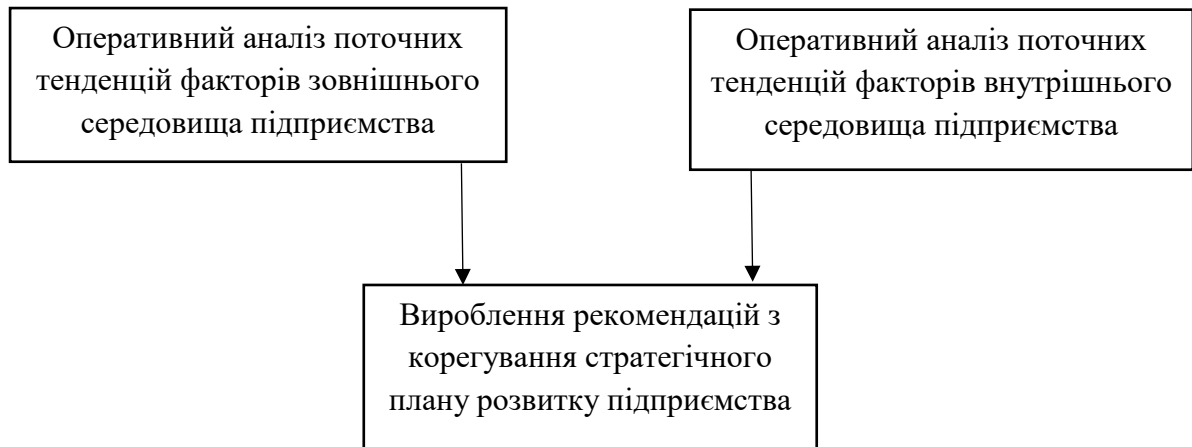 Оперативний аналіз поточних
тенденцій факторів зовнішнього
середовища підприємства
Оперативний аналіз поточних
тенденцій факторів внутрішнього
середовища підприємства
Вироблення рекомендацій з
корегування стратегічного
плану розвитку підприємства